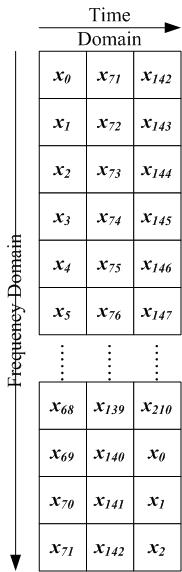 Time
Domain
Frequency Domain
x0 x71 x142
x1 x72 x143
x2 x73 x144
x3 x74 x145
x4 x75 x146
x5 x76 x147
x68 x139 x210
x69 x140 x0
x70 x141 x1
x71 x142 x2